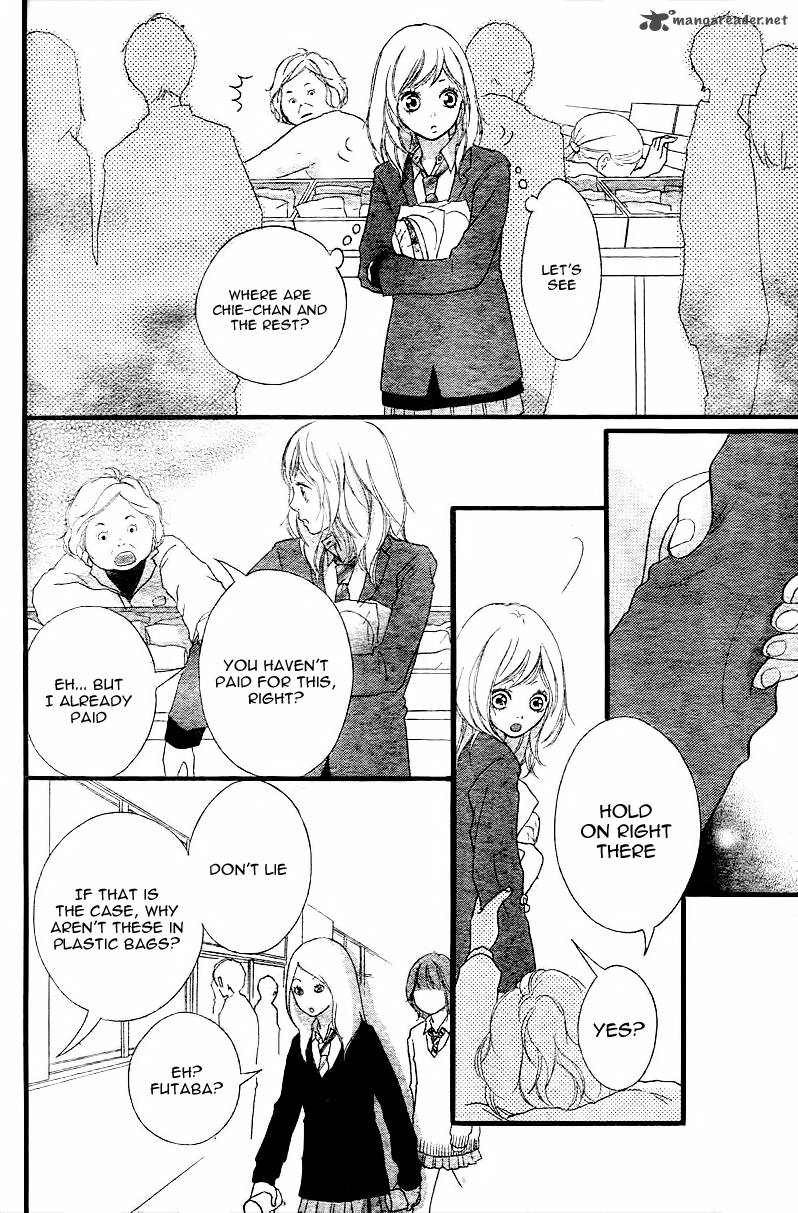 mangareader.net
LET'S
SEE
WHERE ARE
CHIE-CHAN AND
THE REST?
HOLD
ON RIGHT
THERE
YES?
YOU HAVEN'T
PAID FOR THIS,
RIGHT?
EH... BUT
I ALREADY
PAID
DON'T LIE
IF THAT IS
THE CASE, WHY
AREN'T THESE IN
PLASTIC BAGS?
EH?
FUTABA?